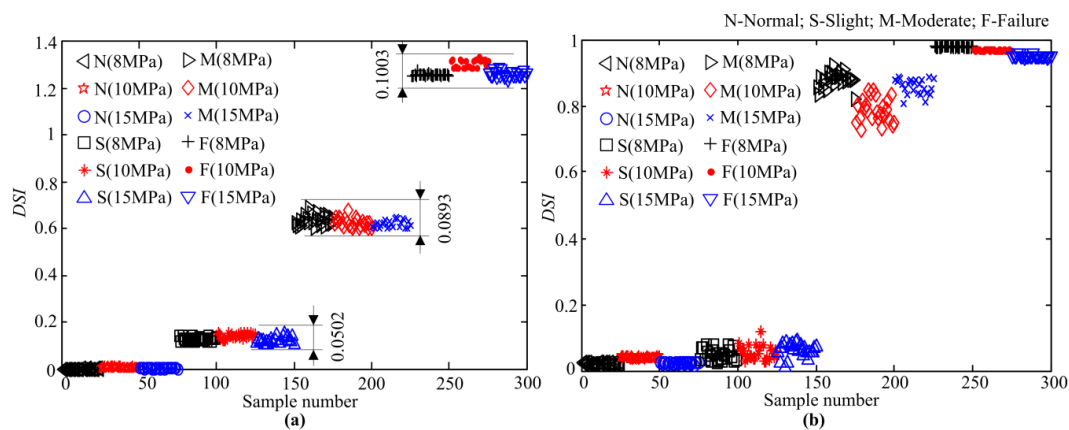 N-Normal; S-Slight; M-Moderate; F-Failure
1.4
1.2
1
0.8
0.6
0.4
0.2
0
DSI
N(8MPa) M(8MPa)
N(10MPa) M(10MPa)
N(15MPa) M(15MPa)
S(8MPa) F(8MPa)
S(10MPa) F(10MPa)
S(15MPa) F(15MPa)
0.1003
0.0893
0.0502
0 50 100 150 200 250 300
Sample number
(a)
1
0.8
0.6
0.4
0.2
0
DSI
N(8MPa) M(8MPa)
N(10MPa) M(10MPa)
N(15MPa) M(15MPa)
S(8MPa) F(8MPa)
S(10MPa) F(10MPa)
S(15MPa) F(15MPa)
0 50 100 150 200 250 300
Sample number
(b)